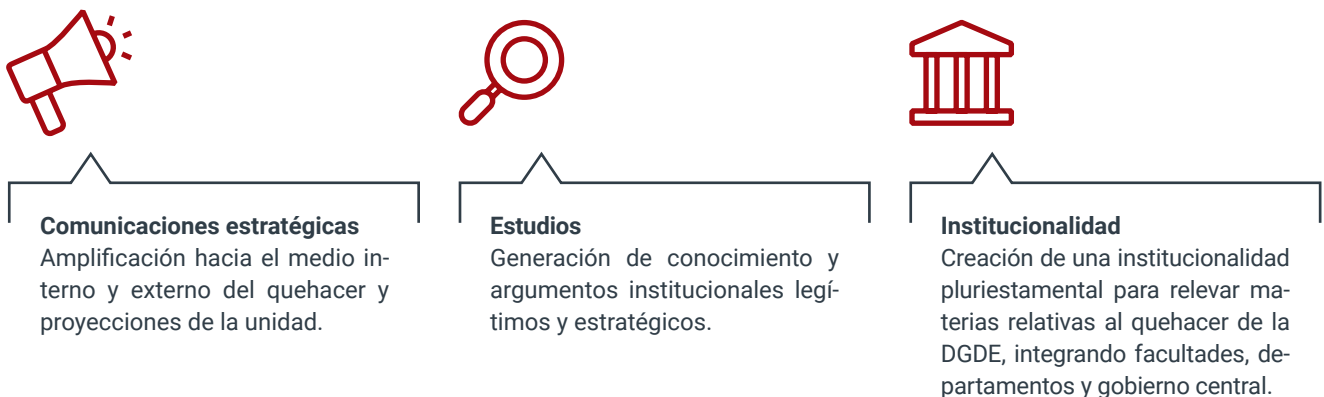 Comunicaciones estratégicas
Amplificación hacia el medio in-
terno y externo del quehacer y
proyecciones de la unidad.
Estudios
Generación de conocimiento y
argumentos institucionales legí-
timos y estratégicos.
Institucionalidad
Creación de una institucionalidad
pluriestamental para relevar ma-
terias relativas al quehacer de la
DGDE, integrando facultades, de-
partamentos y gobierno central.